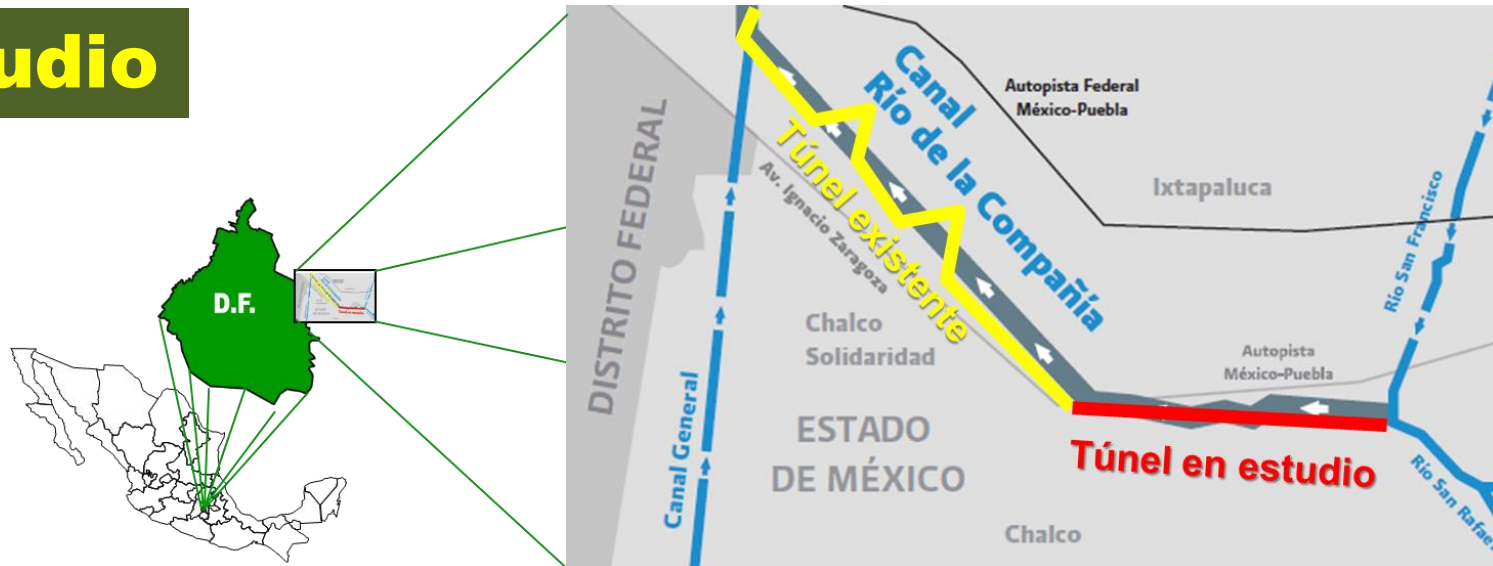 udio
D.F.
DISTRITO FEDERAL
Canal General
Canal
Río de la Compañía
Túnel existente
Av. Ignacio Zaragoza
Autopista Federal
México-Puebla
Ixtapaluca
Río San Francisco
Chalco
Solidaridad
Autopista
México-Puebla
ESTADO
DE MÉXICO
Túnel en estudio
Río San Rafael
Chalco